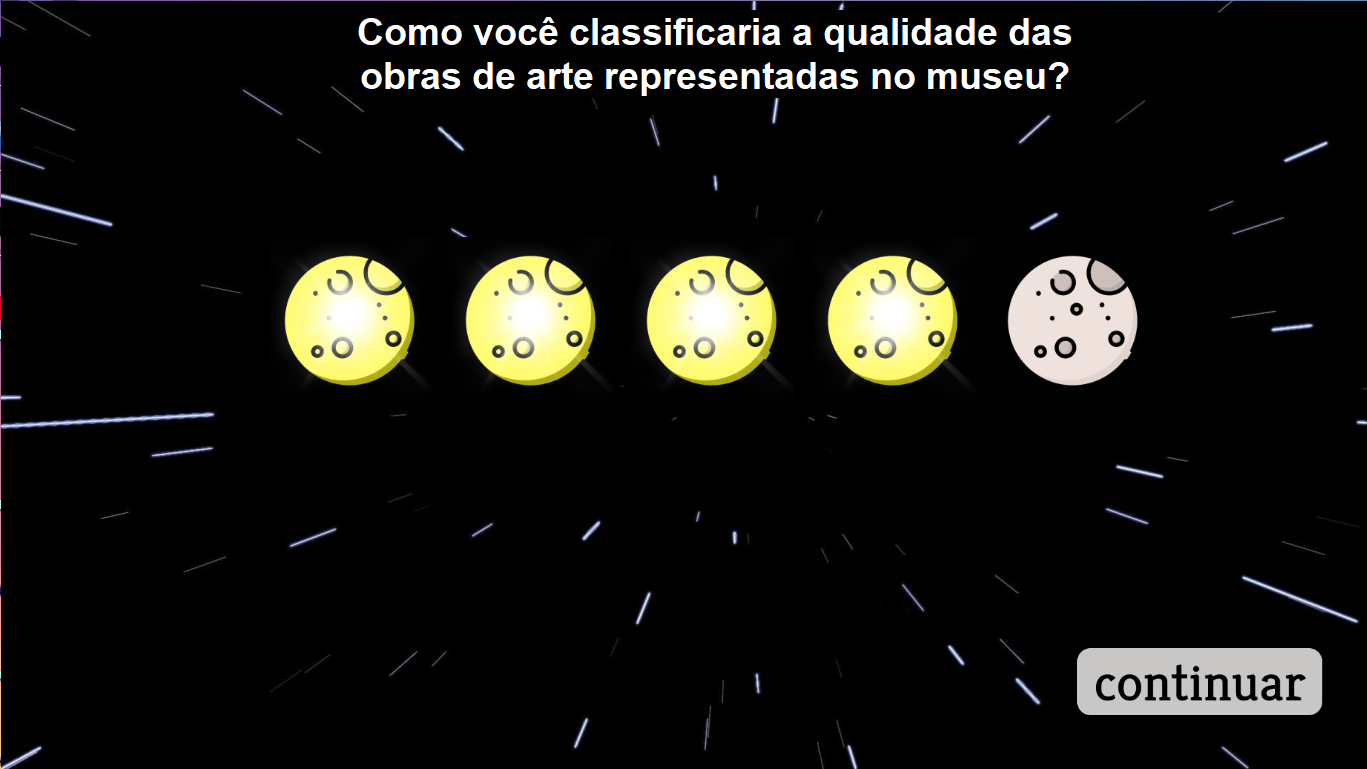 Como você classificaria a qualidade das
obras de arte representadas no museu?
continuar